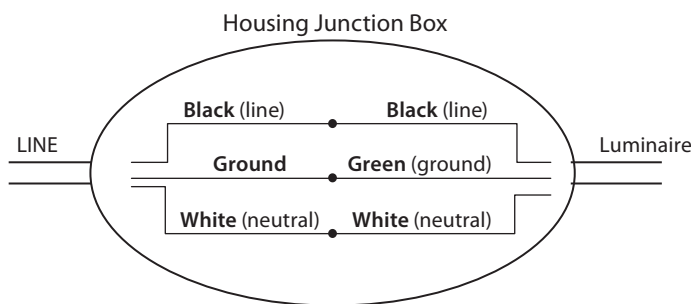 Housing Junction Box
Black (line) Black (line)
LINE Luminaire
Ground Green (ground)
White (neutral) White (neutral)